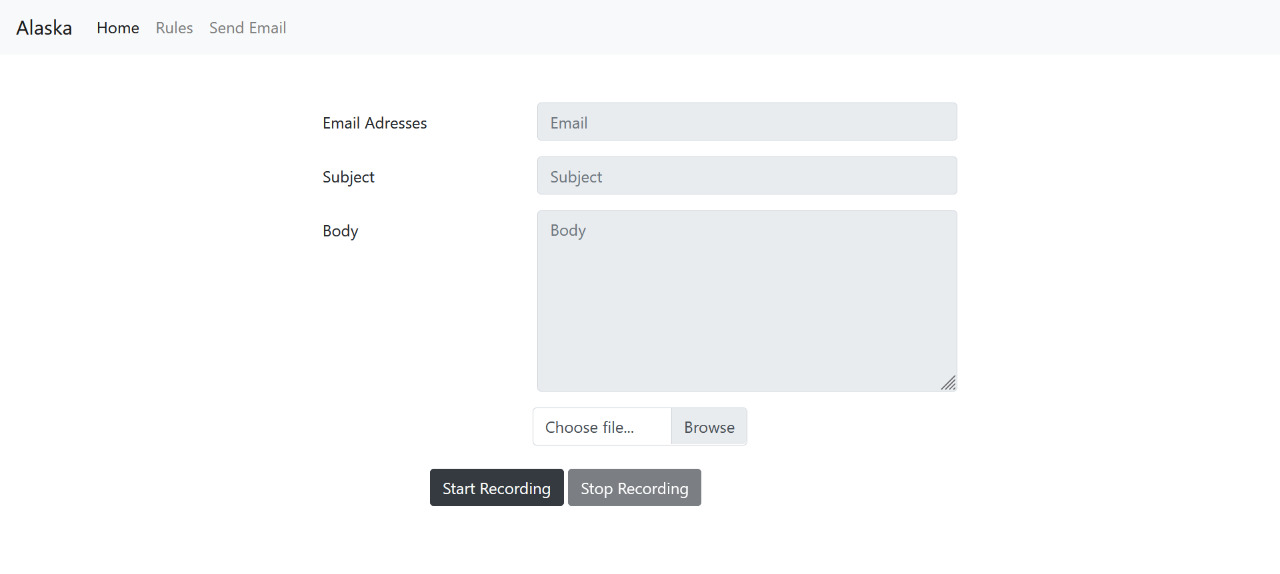 Alaska Home Rules Send Email
Email Adresses Email
Subject Subject
Body Body
Choose file... Browse
Start Recording Stop Recording